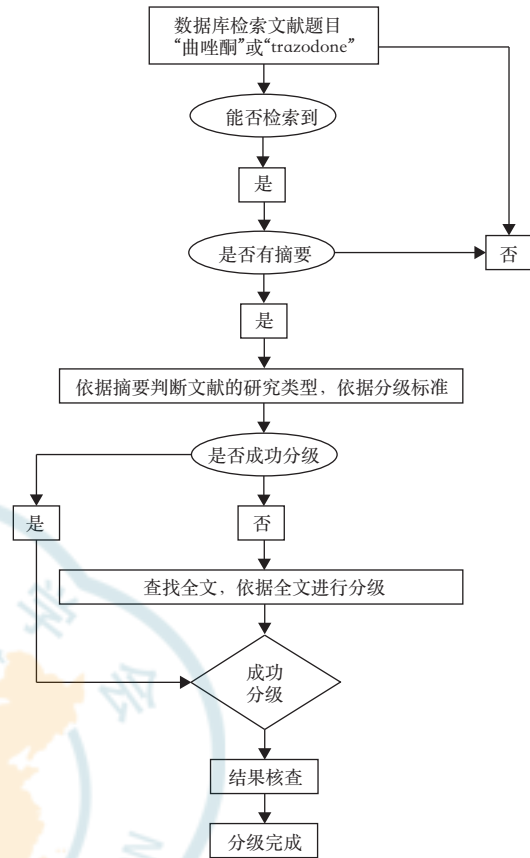 数据库检索文献题目
“曲唑酮”或“trazodone”
能否检索到
是
是否有摘要
否
是
依据摘要判断文献的研究类型，依据分级标准
是否成功分级
是
否
查找全文，依据全文进行分级
成功
分级
结果核查
分级完成
学
会
M